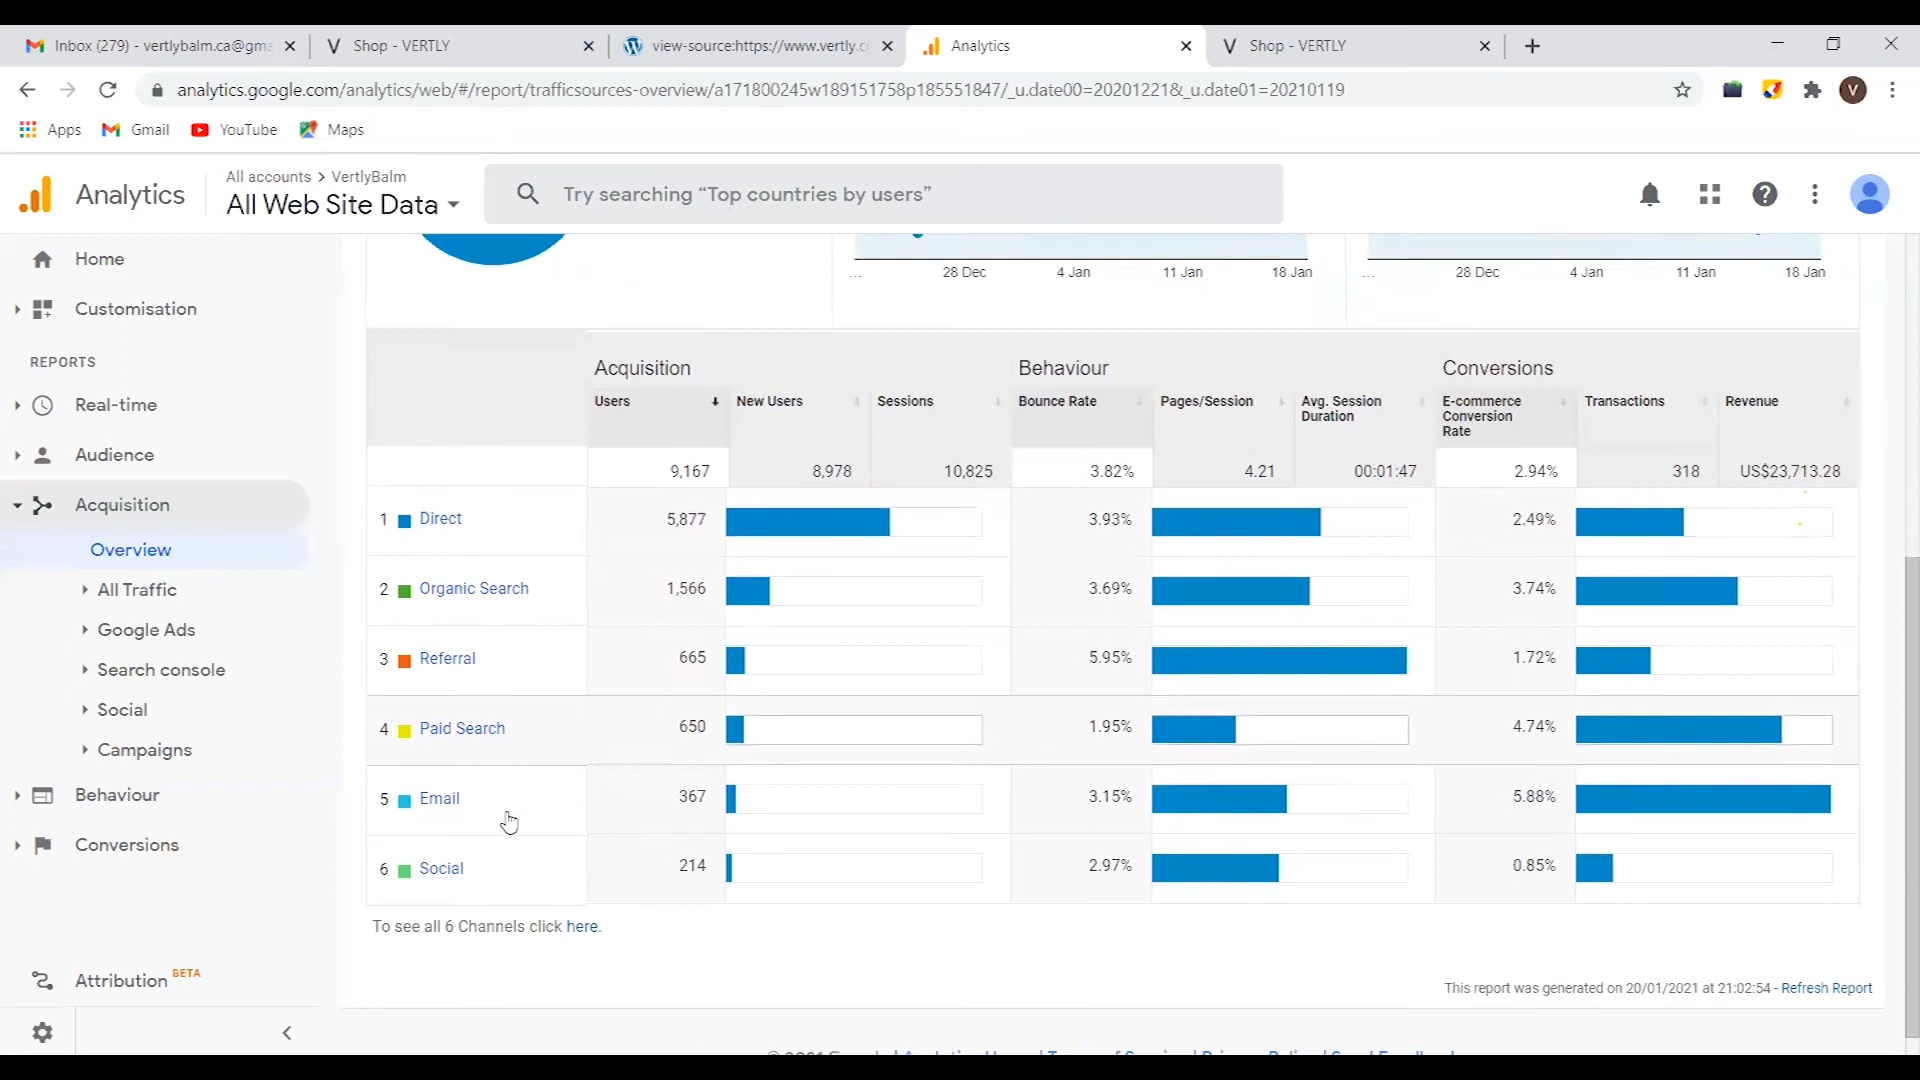 Inbox (279) - vertlybalm.ca@gma
Shop - VERTLY
view-source:https://www.vertly.c
Analytics
Shop - VERTLY
analytics.google.com/analytics/web/#/report/trafficsources-overview/a171800245w189151758p185551847/_u.date00=20201221&_u.date01=20210119
V
Apps
Gmail
YouTube
Maps
Analytics
All accounts > VertlyBalm
All Web Site Data
Try searching “Top countries by users”
Home
Customisation
REPORTS
Real-time
Audience
Acquisition
Overview
All Traffic
Google Ads
Search console
Social
Campaigns
Behaviour
Conversions
Attribution BETA
... 28 Dec 4 Jan 11 Jan 18 Jan
... 28 Dec 4 Jan 11 Jan 18 Jan
Acquisition Behaviour Conversions
Users New Users Sessions Bounce Rate Pages/Session Avg. Session Duration E-commerce Conversion Rate Transactions Revenue
9,167 8,978 10,825 3.82% 4.21 00:01:47 2.94% 318 US$23,713.28
1 Direct 5,877 3.93% 2.49%
2 Organic Search 1,566 3.69% 3.74%
3 Referral 665 5.95% 1.72%
4 Paid Search 650 1.95% 4.74%
5 Email 367 3.15% 5.88%
6 Social 214 2.97% 0.85%
To see all 6 Channels click here.
This report was generated on 20/01/2021 at 21:02:54 - Refresh Report